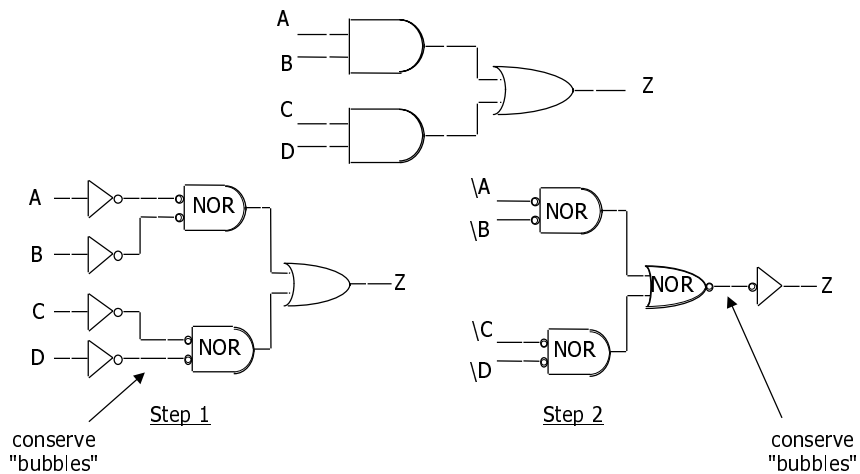 A
B
C
D
Z
A
B
C
D
NOR
NOR
Z
conserve
"bubbles"
Step 1
\A
\B
\C
\D
NOR
NOR
NOR
Z
Step 2
conserve
"bubbles"